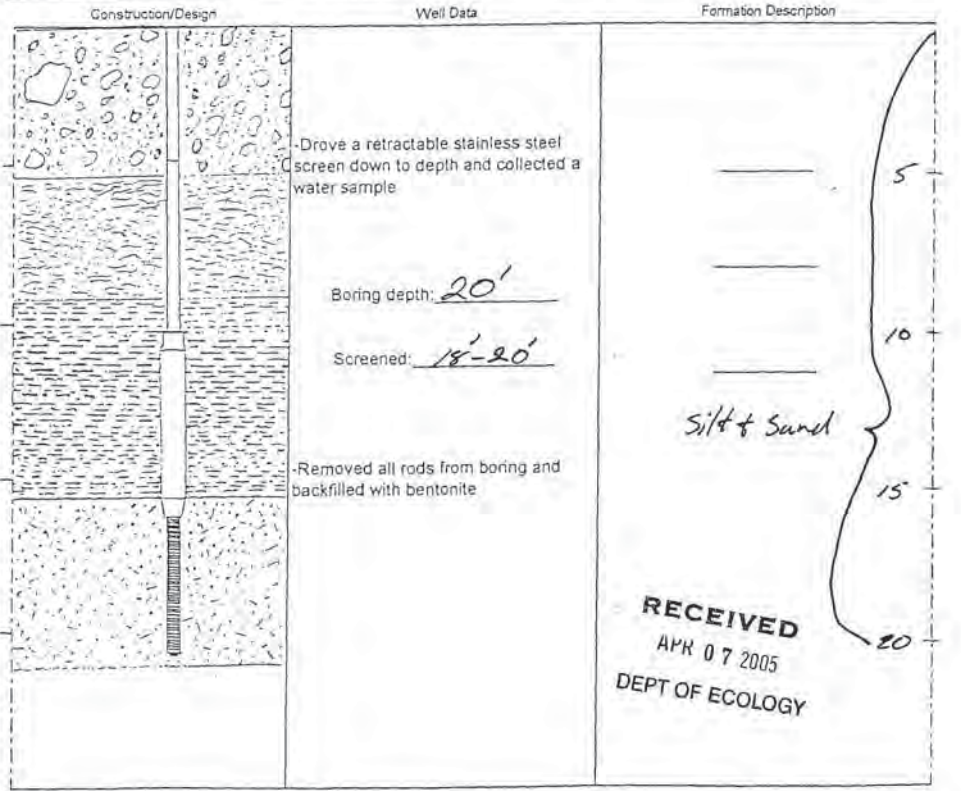 Construction/Design
Well Data
Formation Description
-Drove a retractable stainless steel
screen down to depth and collected a
water sample
Boring depth: 20'
Screened: 18'-20'
-Removed all rods from boring and
backfilled with bentonite
5
10
Silt & Sand
15
20
RECEIVED
APR 07 2005
DEPT OF ECOLOGY